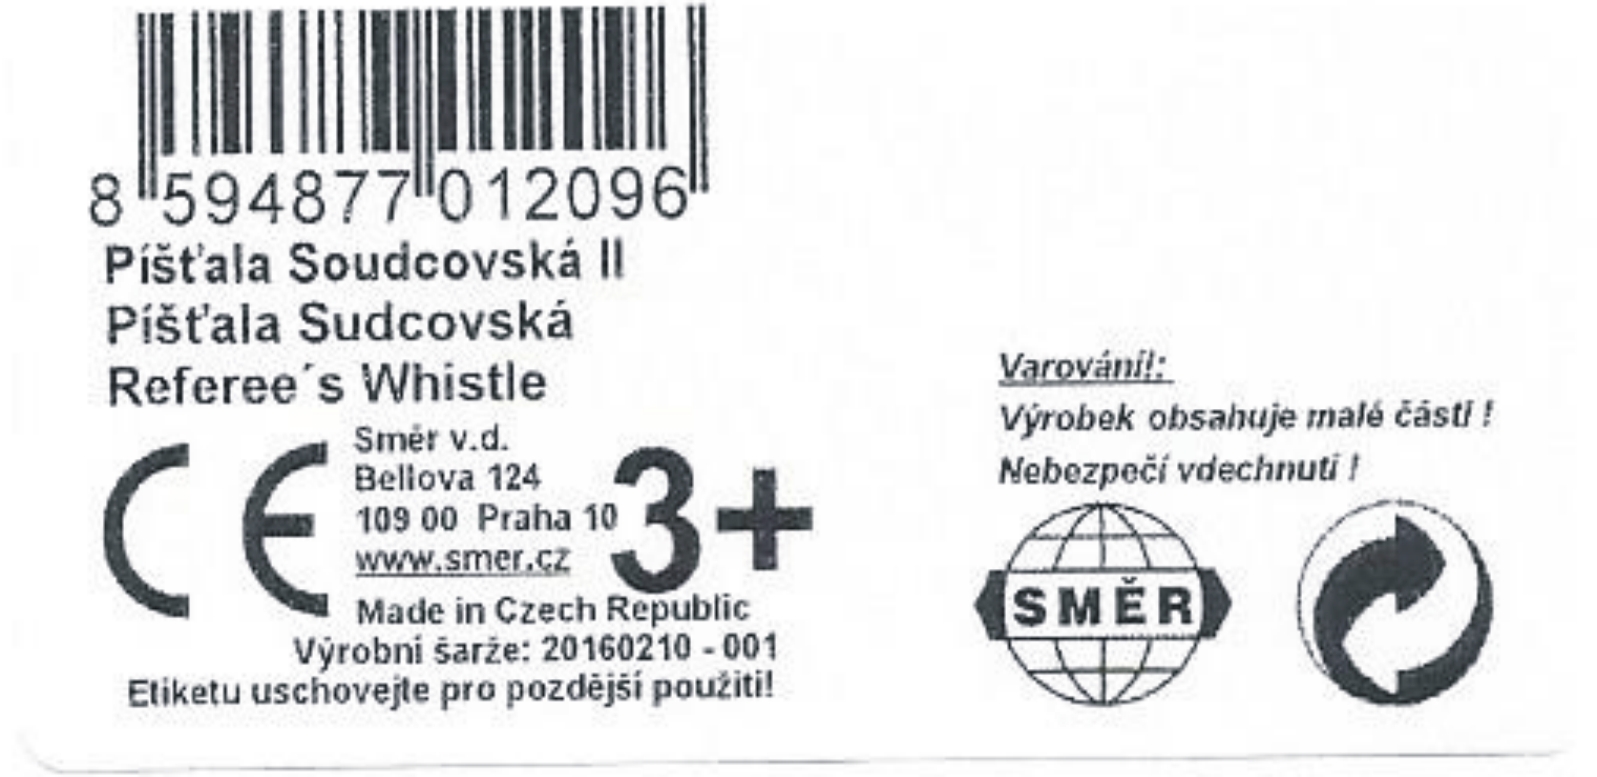 8 594877 012096
Píšťala Soudcovská II
Píšťala Sudcovská
Referee´s Whistle
CE
Směr v.d.
Bellova 124
109 00 Praha 10
www.smer.cz
3+
Made in Czech Republic
Výrobní šarže: 20160210 - 001
Etiketu uschovejte pro pozdější použití!
Varování!:
Výrobek obsahuje malé části !
Nebezpečí vdechnutí !
SMĚR